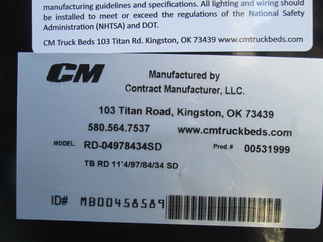 manufacturing guidelines and specifications. All lighting and wiring should
be installed to meet or exceed the regulations of the National Safety
Administration (NHTSA) and DOT.
CM Truck Beds 103 Titan Rd. Kingston, OK 73439 www.cmtruckbeds.com
CM
Manufactured by
Contract Manufacturer, LLC.
103 Titan Road, Kingston, OK 73439
580.564.7537 www.cmtruckbeds.com
MODEL: RD-04978434SD Prod. # 00531999
TB RD 11'4/97/84/34 SD
ID# MB00458589